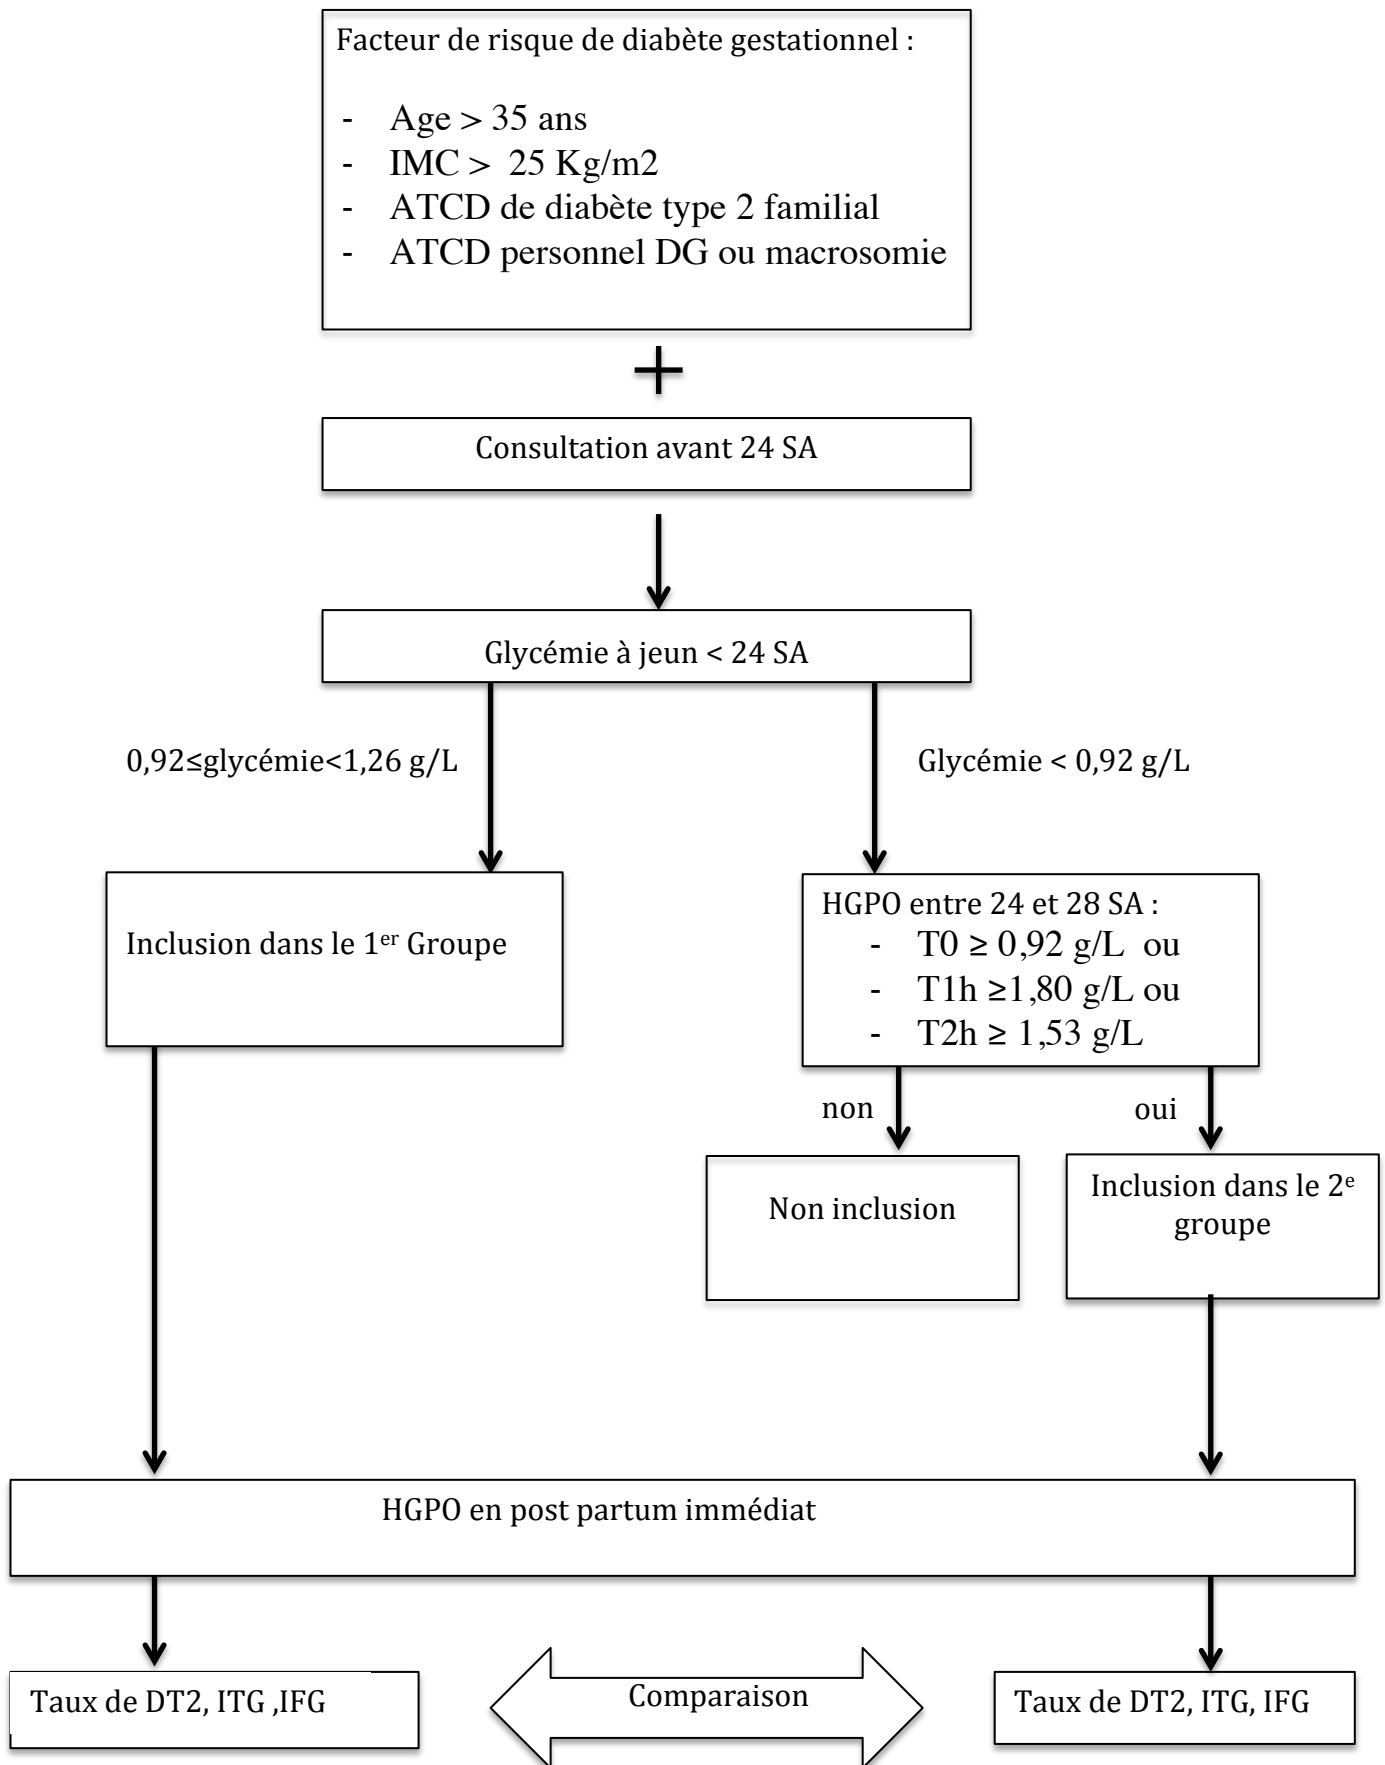 Facteur de risque de diabète gestationnel :
- Age > 35 ans
- IMC > 25 Kg/m2
- ATCD de diabète type 2 familial
- ATCD personnel DG ou macrosomie
+
Consultation avant 24 SA
Glycémie à jeun < 24 SA
0,92≤glycémie<1,26 g/L
Glycémie < 0,92 g/L
Inclusion dans le 1er Groupe
HGPO entre 24 et 28 SA :
- T0 ≥ 0,92 g/L ou
- T1h ≥1,80 g/L ou
- T2h ≥ 1,53 g/L
non
oui
Non inclusion
Inclusion dans le 2e
groupe
HGPO en post partum immédiat
Taux de DT2, ITG ,IFG
Comparaison
Taux de DT2, ITG, IFG